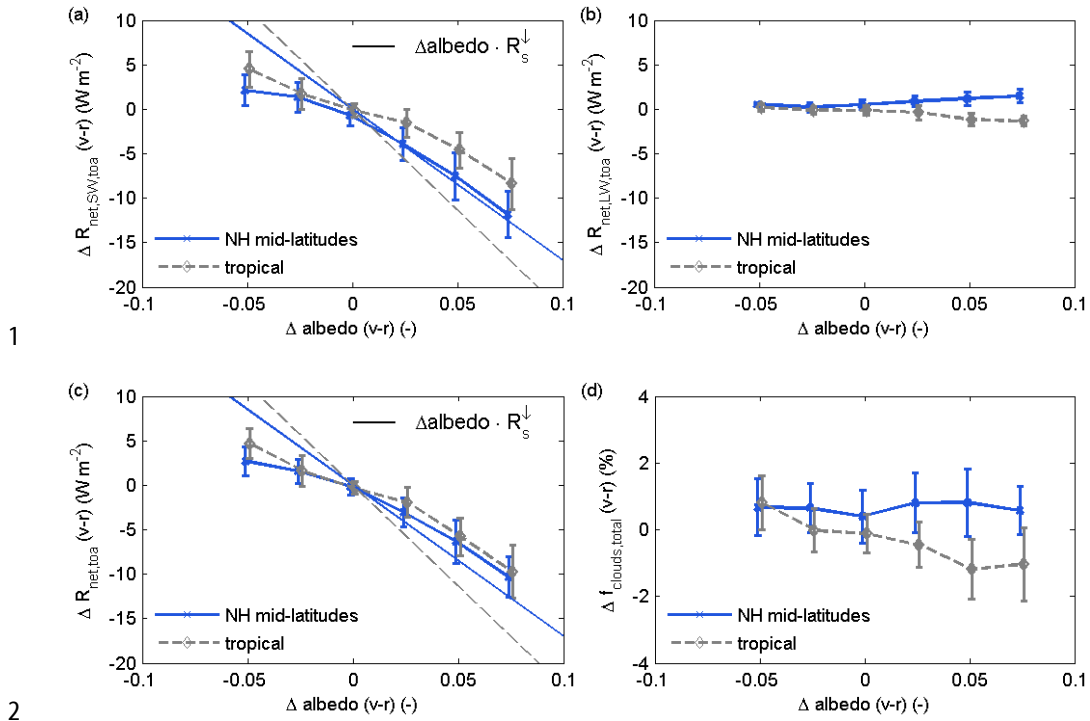 (a)
Δ R_net,SW,toa (v-r) (W m⁻²)
10
5
0
-5
-10
-15
-20
Δalbedo · R_S^↓
NH mid-latitudes
tropical
-0.1 -0.05 0 0.05 0.1
Δ albedo (v-r) (-)
(b)
Δ R_net,LW,toa (v-r) (W m⁻²)
10
5
0
-5
-10
-15
-20
NH mid-latitudes
tropical
-0.1 -0.05 0 0.05 0.1
Δ albedo (v-r) (-)
1
(c)
Δ R_net,toa (v-r) (W m⁻²)
10
5
0
-5
-10
-15
-20
Δalbedo · R_S^↓
NH mid-latitudes
tropical
-0.1 -0.05 0 0.05 0.1
Δ albedo (v-r) (-)
(d)
Δ f_clouds,total (v-r) (%)
4
2
0
-2
-4
NH mid-latitudes
tropical
-0.1 -0.05 0 0.05 0.1
Δ albedo (v-r) (-)
2